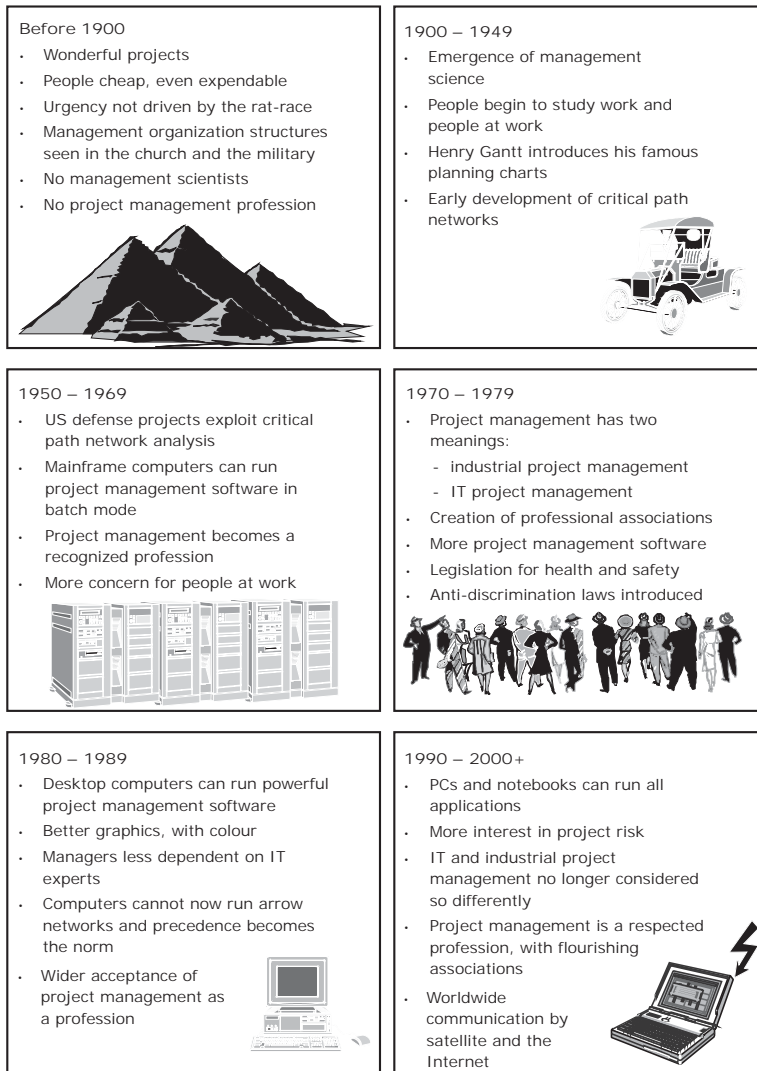 Before 1900
• Wonderful projects
• People cheap, even expendable
• Urgency not driven by the rat-race
• Management organization structures
seen in the church and the military
• No management scientists
• No project management profession
1900 – 1949
• Emergence of management
science
• People begin to study work and
people at work
• Henry Gantt introduces his famous
planning charts
• Early development of critical path
networks
1950 – 1969
• US defense projects exploit critical
path network analysis
• Mainframe computers can run
project management software in
batch mode
• Project management becomes a
recognized profession
• More concern for people at work
1970 – 1979
• Project management has two
meanings:
- industrial project management
- IT project management
• Creation of professional associations
• More project management software
• Legislation for health and safety
• Anti-discrimination laws introduced
1980 – 1989
• Desktop computers can run powerful
project management software
• Better graphics, with colour
• Managers less dependent on IT
experts
• Computers cannot now run arrow
networks and precedence becomes
the norm
• Wider acceptance of
project management as
a profession
1990 – 2000+
• PCs and notebooks can run all
applications
• More interest in project risk
• IT and industrial project
management no longer considered
so differently
• Project management is a respected
profession, with flourishing
associations
• Worldwide
communication by
satellite and the
Internet